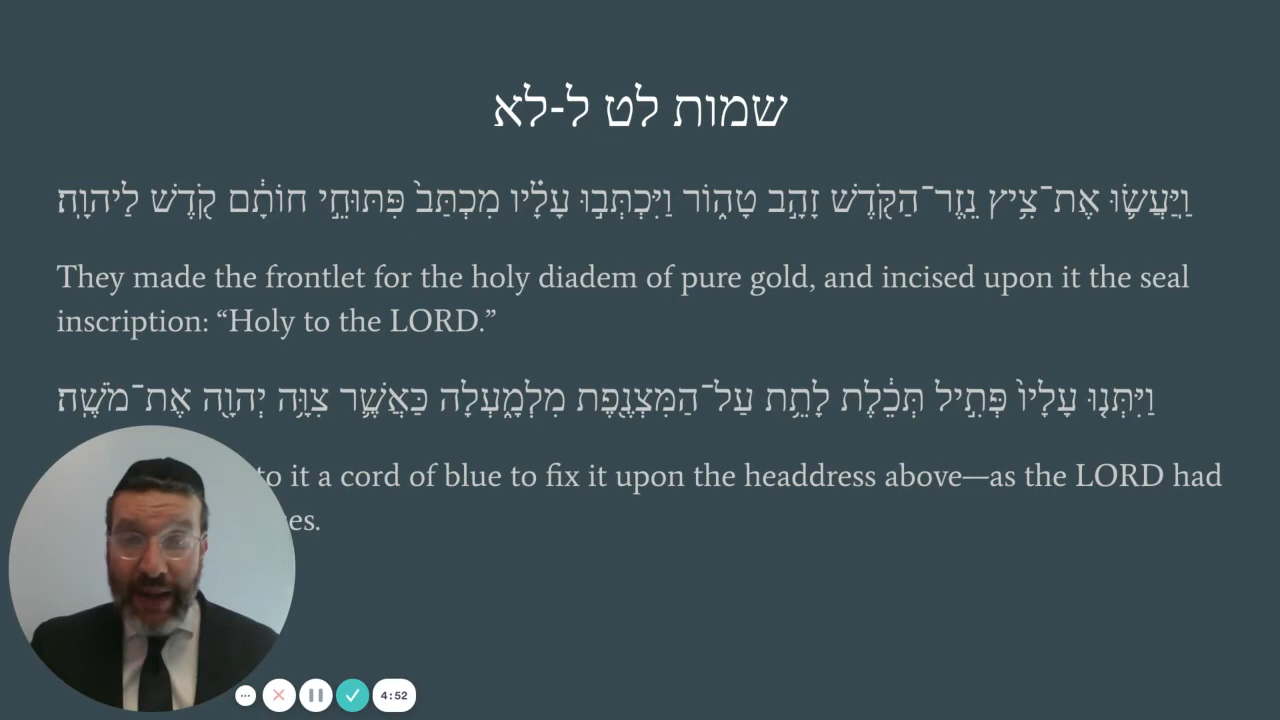 שמות לט ל-לא
וַֽיַּעֲשׂ֛וּ אֶת־צִ֥יץ נֵֽזֶר־הַקֹּ֖דֶשׁ זָהָ֣ב טָה֑וֹר וַיִּכְתְּב֣וּ עָלָ֗יו מִכְתַּב֙ פִּתּוּחֵ֣י חוֹתָ֔ם קֹ֖דֶשׁ לַיהוָֽה׃
They made the frontlet for the holy diadem of pure gold, and incised upon it the seal
inscription: “Holy to the LORD.”
וַיִּתְּנ֤וּ עָלָיו֙ פְּתִ֣יל תְּכֵ֔לֶת לָתֵ֥ת עַל־הַמִּצְנֶ֖פֶת מִלְמָ֑עְלָה כַּאֲשֶׁ֛ר צִוָּ֥ה יְהוָ֖ה אֶת־מֹשֶֽׁה׃
to it a cord of blue to fix it upon the headdress above—as the LORD had
es.
4:52